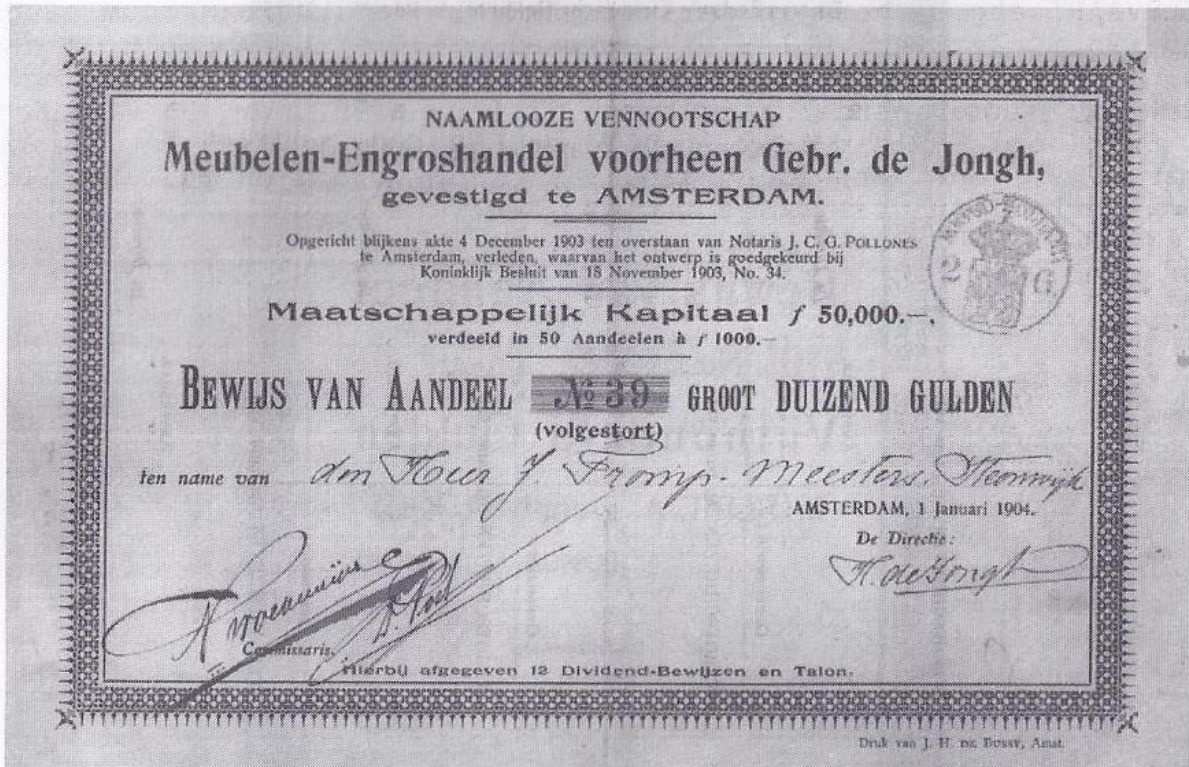 NAAMLOOZE VENNOOTSCHAP
Meubelen-Engroshandel voorheen Gebr. de Jongh,
gevestigd te AMSTERDAM.
Opgericht blijkens akte 4 December 1903 ten overstaan van Notaris J. C. G. POLLONES
te Amsterdam, verleden, waarvan het ontwerp is goedgekeurd bij
Koninklijk Besluit van 18 November 1903, No. 34.
2 G.
Maatschappelijk Kapitaal f 50,000.—,
verdeeld in 50 Aandeelen à f 1000.—
BEWIJS VAN AANDEEL No 39 GROOT DUIZEND GULDEN
(volgestort)
ten name van den Heer J. Tromp. Meesters. Steenwijk
AMSTERDAM, 1 Januari 1904.
De Directie:
H de Jongh
Commissaris.
Hierbij afgegeven 12 Dividend-Bewijzen en Talon.
Druk van J. H. DE BUSSY, Amst.